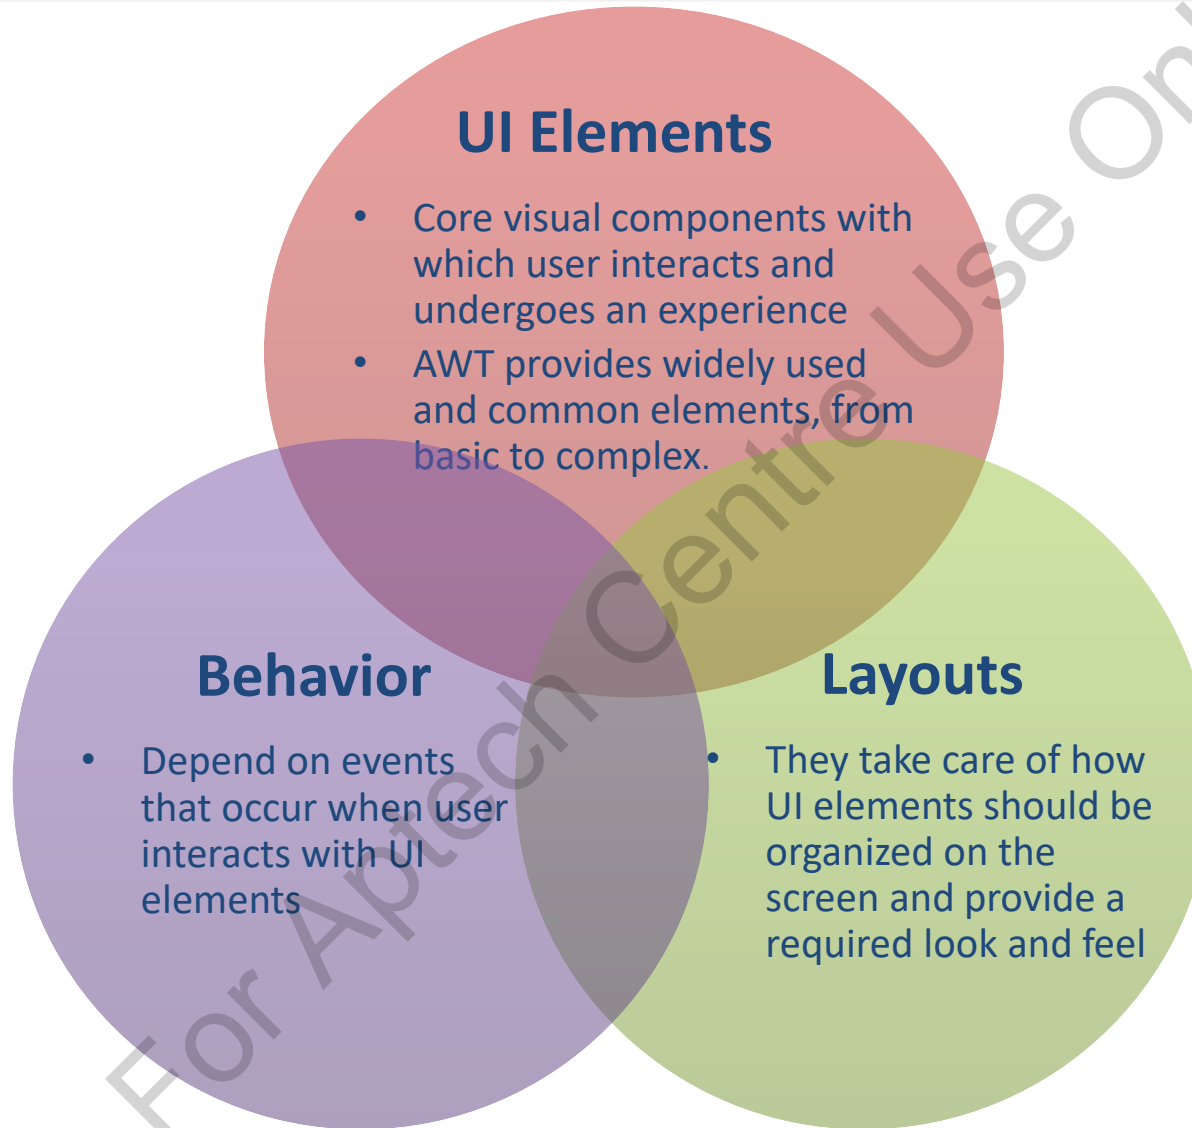 UI Elements
• Core visual components with
which user interacts and
undergoes an experience
• AWT provides widely used
and common elements, from
basic to complex.
Behavior
• Depend on events
that occur when user
interacts with UI
elements
Layouts
• They take care of how
UI elements should be
organized on the
screen and provide a
required look and feel
For Aptech Centre Use